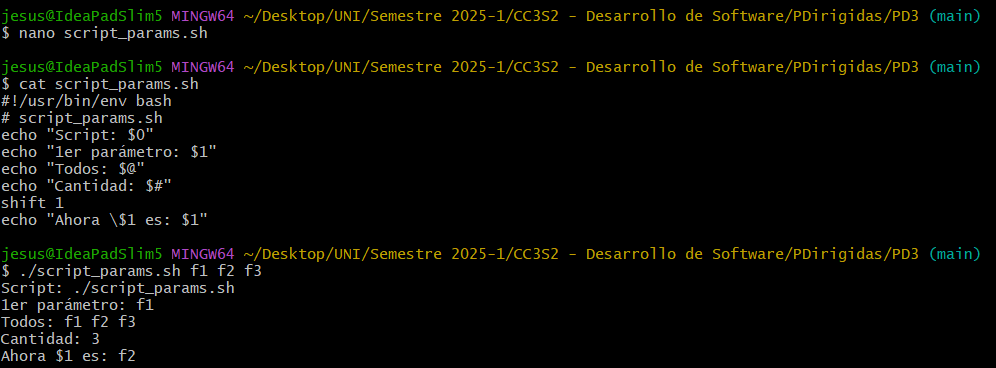 jesus@IdeaPadSlim5 MINGW64 ~/Desktop/UNI/Semestre 2025-1/CC3S2 - Desarrollo de Software/PDirigidas/PD3 (main)
$ nano script_params.sh
jesus@IdeaPadSlim5 MINGW64 ~/Desktop/UNI/Semestre 2025-1/CC3S2 - Desarrollo de Software/PDirigidas/PD3 (main)
$ cat script_params.sh
#!/usr/bin/env bash
# script_params.sh
echo "Script: $0"
echo "1er parámetro: $1"
echo "Todos: $@"
echo "Cantidad: $#"
shift 1
echo "Ahora \$1 es: $1"
jesus@IdeaPadSlim5 MINGW64 ~/Desktop/UNI/Semestre 2025-1/CC3S2 - Desarrollo de Software/PDirigidas/PD3 (main)
$ ./script_params.sh f1 f2 f3
Script: ./script_params.sh
1er parámetro: f1
Todos: f1 f2 f3
Cantidad: 3
Ahora $1 es: f2